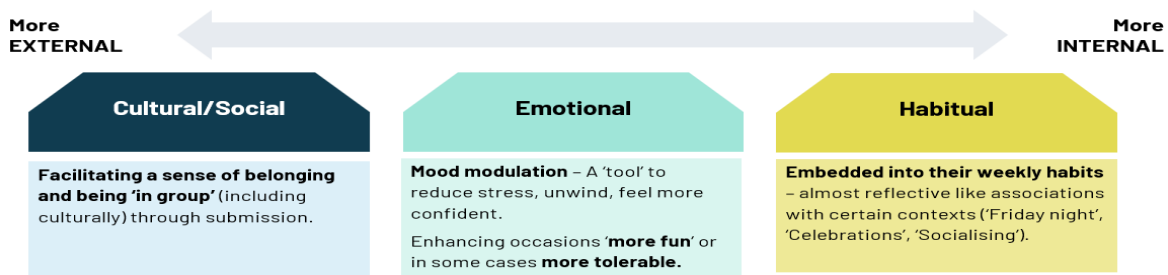 More
EXTERNAL
More
INTERNAL
Cultural/Social
Facilitating a sense of belonging
and being ‘in group’ (including
culturally) through submission.
Emotional
Mood modulation – A ‘tool’ to
reduce stress, unwind, feel more
confident.
Enhancing occasions ‘more fun’ or
in some cases more tolerable.
Habitual
Embedded into their weekly habits
– almost reflective like associations
with certain contexts (‘Friday night’,
‘Celebrations’, ‘Socialising’).